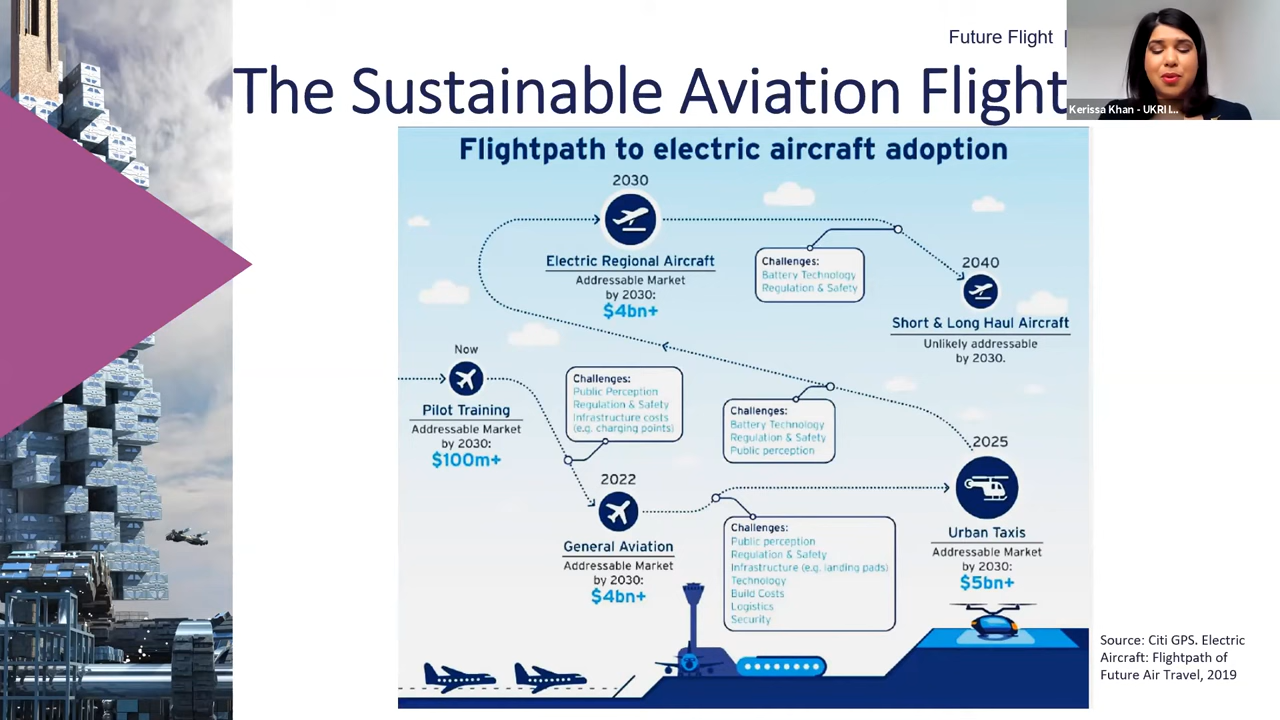 Future Flight |
The Sustainable Aviation Flight
Kerissa Khan - UKRI I...
Flightpath to electric aircraft adoption
2030
Electric Regional Aircraft
Addressable Market
by 2030:
$4bn+
Challenges:
Battery Technology
Regulation & Safety
2040
Short & Long Haul Aircraft
Unlikely addressable
by 2030.
Now
Pilot Training
Addressable Market
by 2030:
$100m+
Challenges:
Public Perception
Regulation & Safety
Infrastructure costs
(e.g. charging points)
Challenges:
Battery Technology
Regulation & Safety
Public perception
2022
General Aviation
Addressable Market
by 2030:
$4bn+
Challenges:
Public perception
Regulation & Safety
Infrastructure (e.g. landing pads)
Technology
Build Costs
Logistics
Security
2025
Urban Taxis
Addressable Market
by 2030:
$5bn+
Source: Citi GPS. Electric
Aircraft: Flightpath of
Future Air Travel, 2019